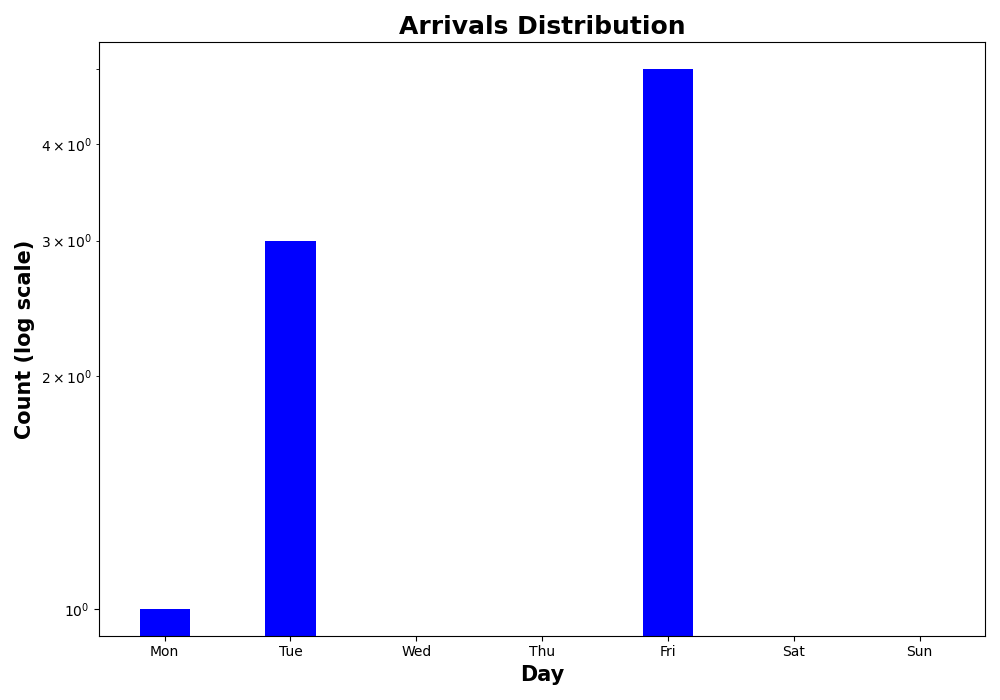 Arrivals Distribution
Count (log scale)
4 × 10⁰
3 × 10⁰
2 × 10⁰
10⁰
Mon Tue Wed Thu Fri Sat Sun
Day